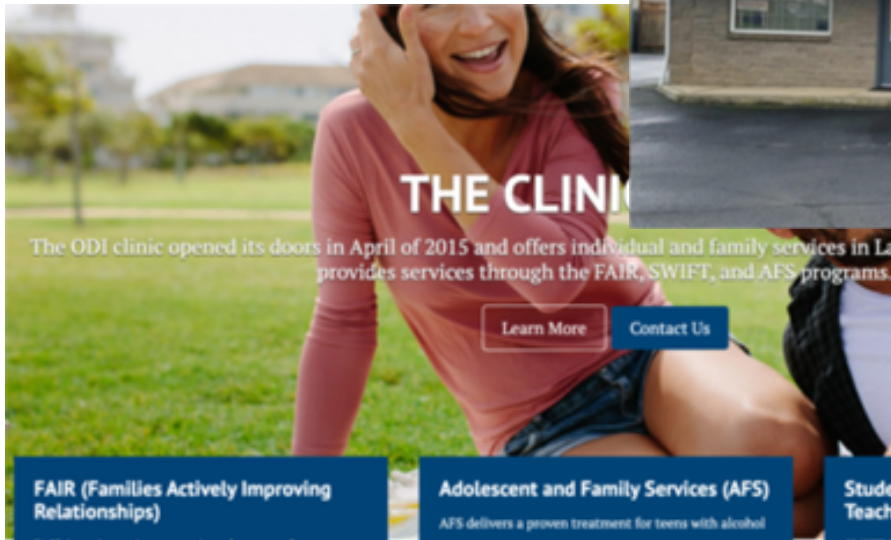 THE CLINI
The ODI clinic opened its doors in April of 2015 and offers individual and family services in La
provides services through the FAIR, SWIFT, and AFS programs.
Learn More
Contact Us
FAIR (Families Actively Improving
Relationships)
Adolescent and Family Services (AFS)
AFS delivers a proven treatment for teens with alcohol
Stude
Teach